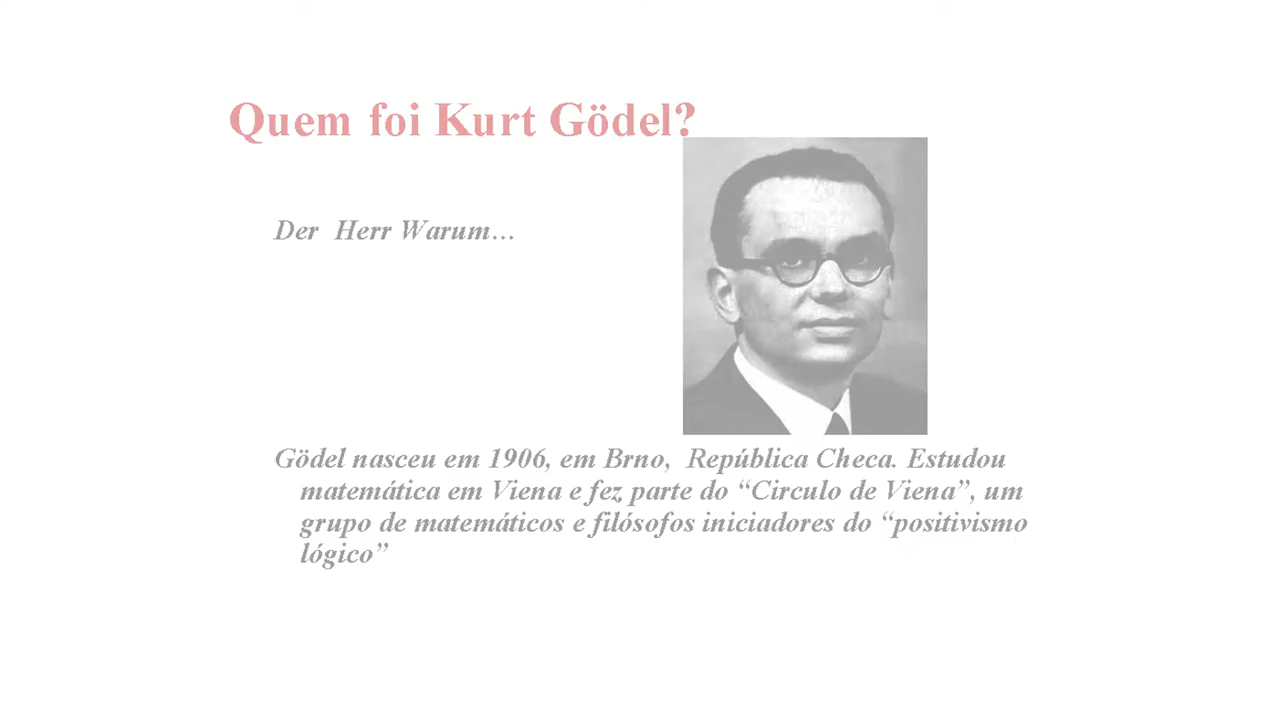 Quem foi Kurt Gödel?
Der Herr Warum...
Gödel nasceu em 1906, em Brno, República Checa. Estudou
matemática em Viena e fez parte do “Circulo de Viena”, um
grupo de matemáticos e filósofos iniciadores do “positivismo
lógico”